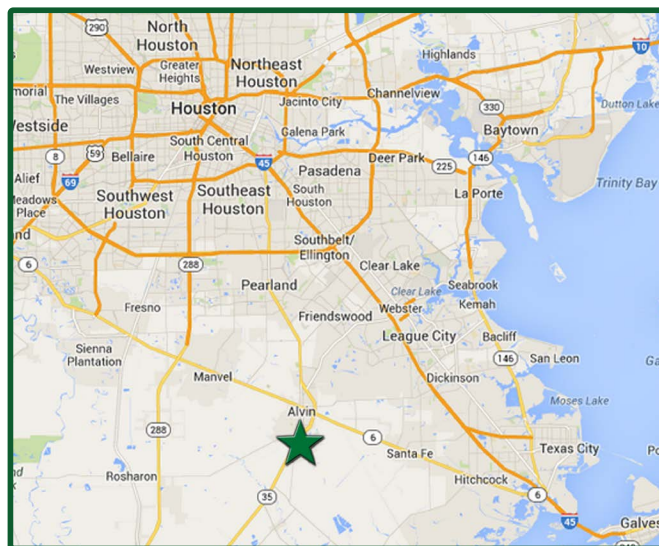 290
North
Houston
10
Highlands
Westview
Greater
Heights
Northeast
Houston
Channelview
The Villages
Houston
Jacinto City
330
Dutton Lake
Galena Park
Baytown
8
59
Bellaire
South Central
Houston
45
Deer Park
225
146
Alief
69
Pasadena
Trinity Bay
Southwest
Houston
Southeast
Houston
South
Houston
La Porte
Place
Southbelt/
Ellington
6
288
Clear Lake
Pearland
Clear Lake
Seabrook
Kemah
Fresno
Friendswood
Webster
League City
Bacliff
Sienna
Plantation
146
San Leon
Manvel
Dickinson
Moses Lake
Alvin
288
6
Santa Fe
Texas City
Rosharon
Hitchcock
35
6
45
Galves